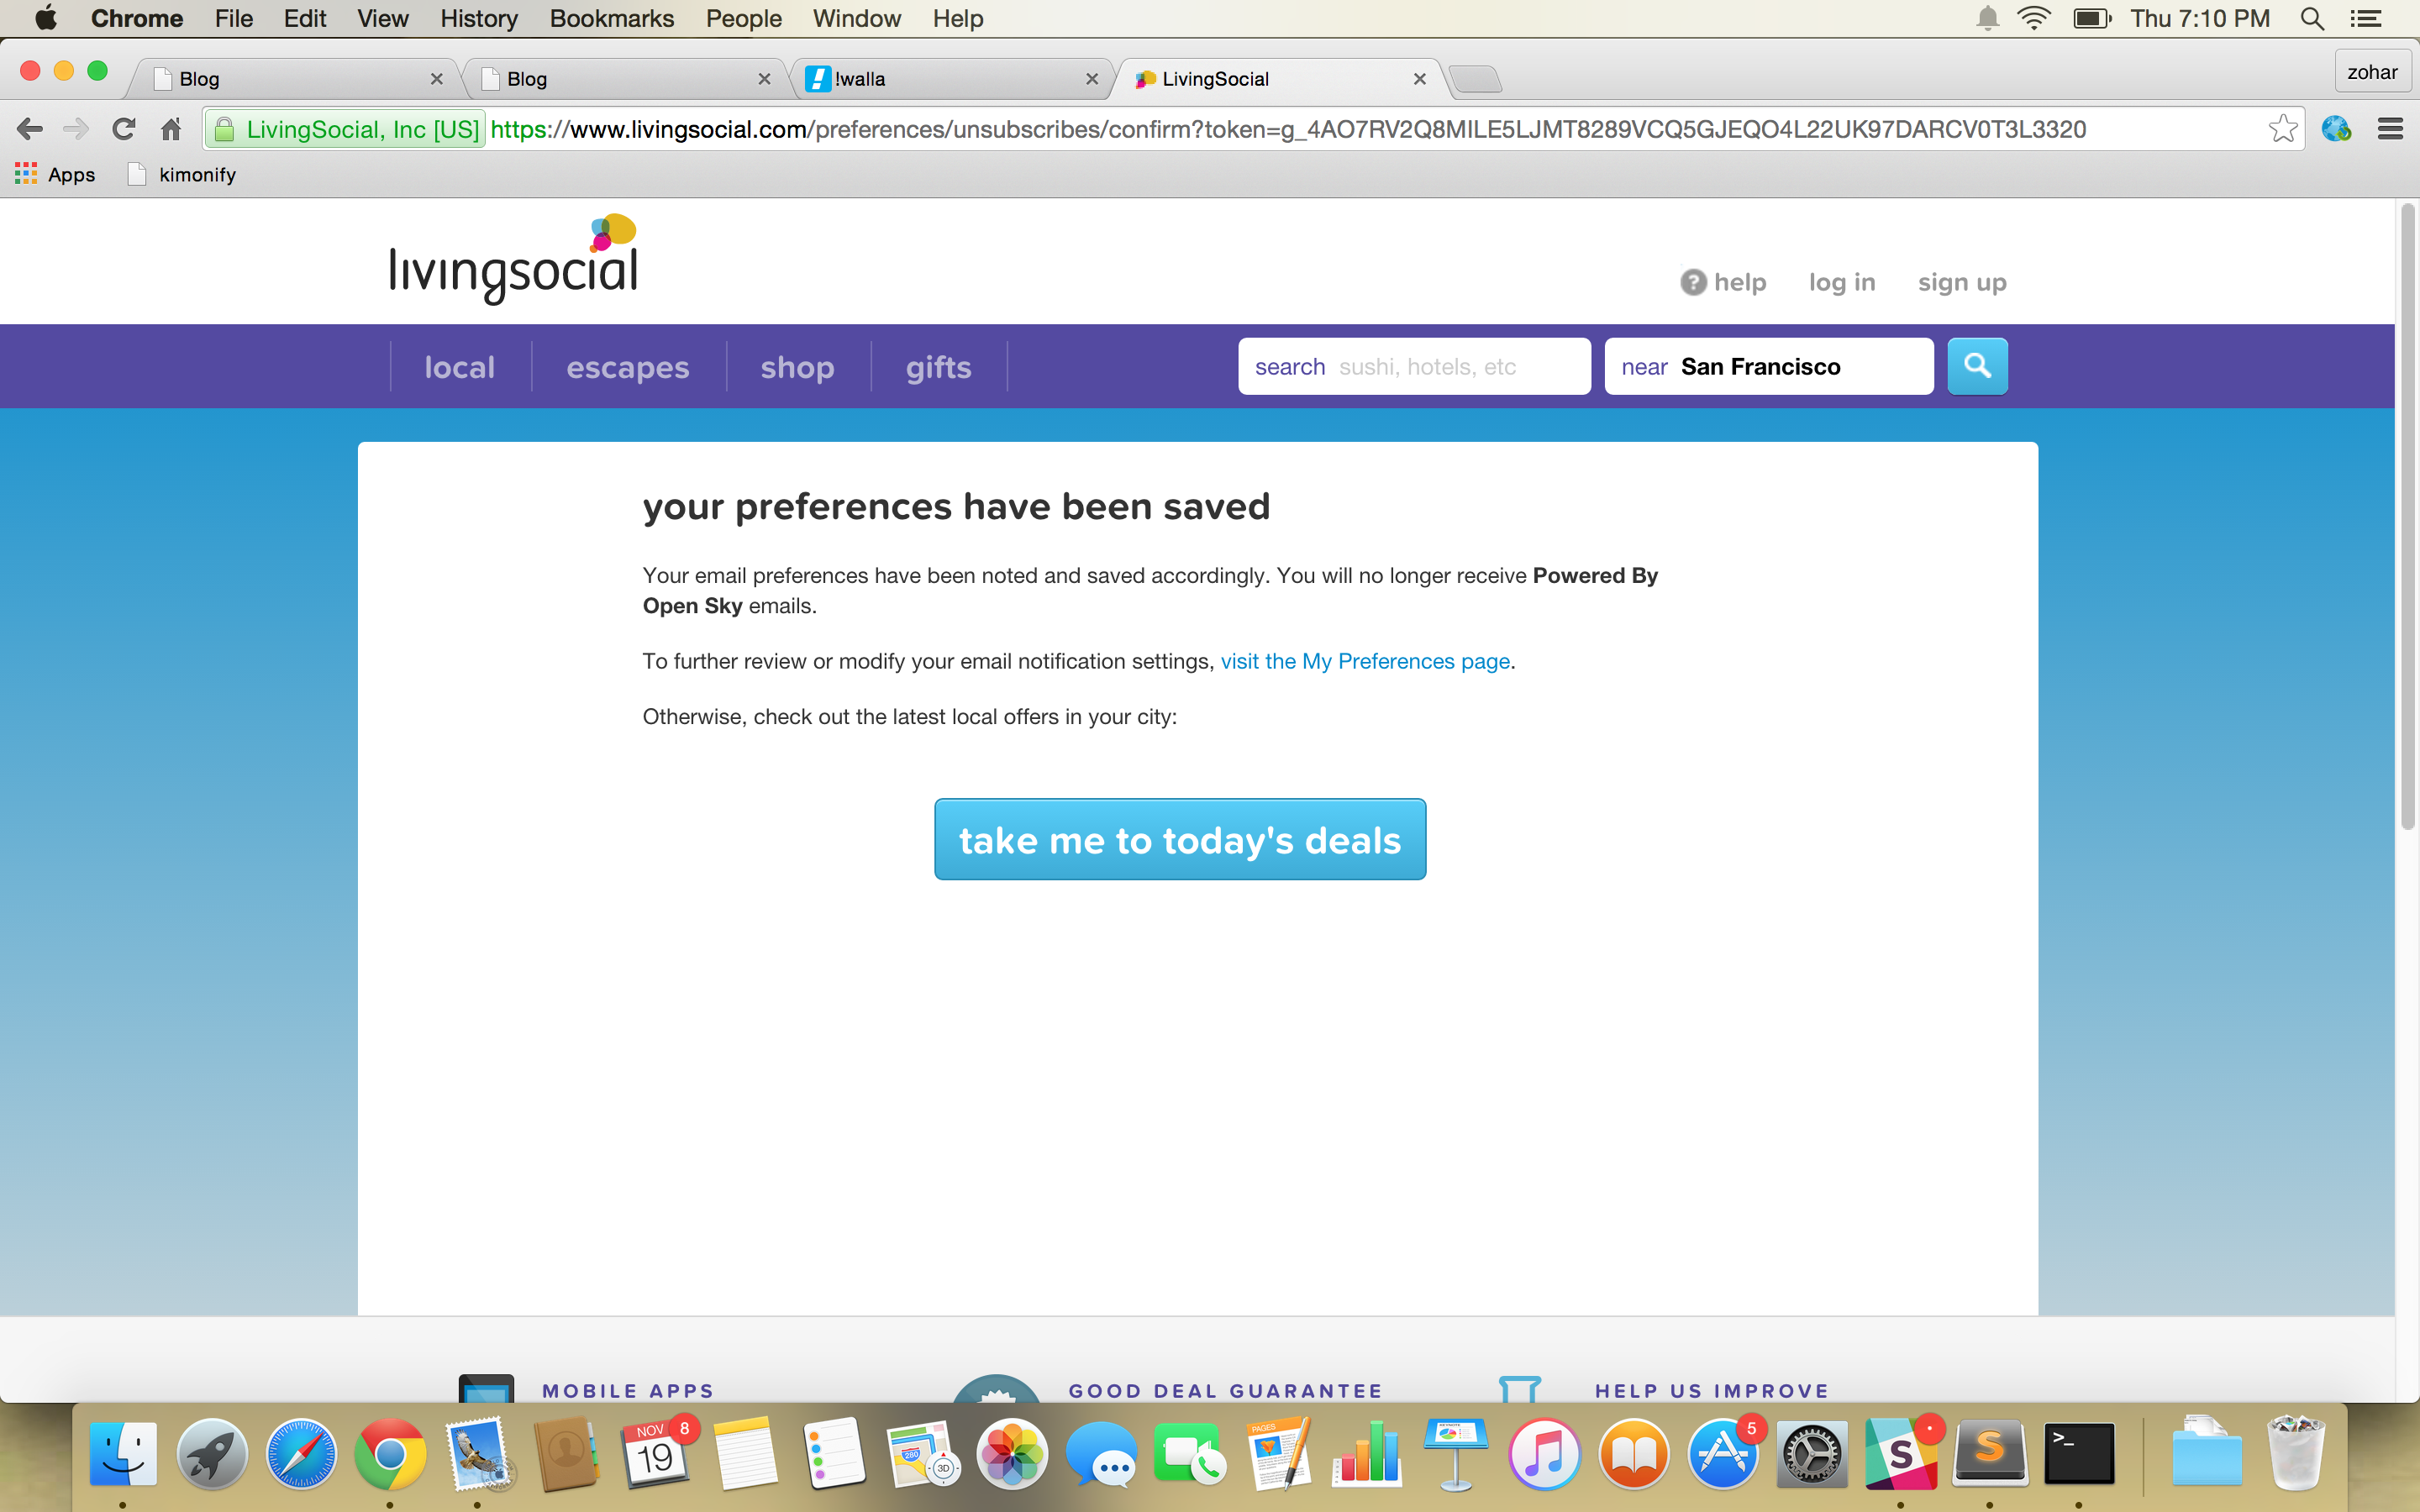 Chrome File Edit View History Bookmarks People Window Help Thu 7:10 PM
Blog Blog !walla LivingSocial zohar
LivingSocial, Inc [US] https://www.livingsocial.com/preferences/unsubscribes/confirm?token=g_4AO7RV2Q8MILE5LJMT8289VCQ5GJEQO4L22UK97DARCV0T3L3320
Apps kimonify
livingsocial
? help log in sign up
local escapes shop gifts search sushi, hotels, etc near San Francisco
your preferences have been saved
Your email preferences have been noted and saved accordingly. You will no longer receive Powered By
Open Sky emails.
To further review or modify your email notification settings, visit the My Preferences page.
Otherwise, check out the latest local offers in your city:
take me to today's deals
MOBILE APPS GOOD DEAL GUARANTEE HELP US IMPROVE
NOV 8 19 280 3D PAGES 5 S S >_